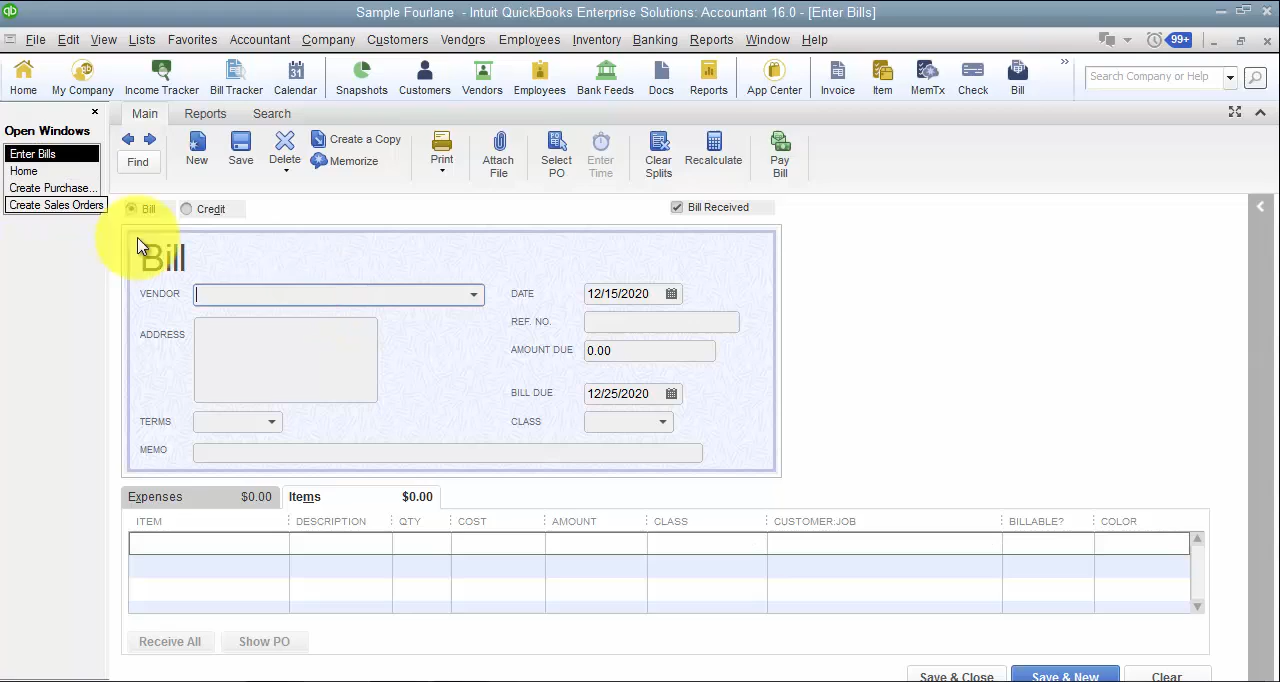 qb Sample Fourlane - Intuit QuickBooks Enterprise Solutions: Accountant 16.0 - [Enter Bills]
File Edit View Lists Favorites Accountant Company Customers Vendors Employees Inventory Banking Reports Window Help 99+
Home My Company Income Tracker Bill Tracker Calendar Snapshots Customers Vendors Employees Bank Feeds Docs Reports App Center Invoice Item MemTx Check Bill Search Company or Help
Main Reports Search
Open Windows
Enter Bills
Home
Create Purchase...
Create Sales Orders
Find New Save Delete Create a Copy
Memorize
Print Attach File Select PO Enter Time Clear Splits Recalculate Pay Bill
Bill Credit Bill Received
Bill
VENDOR DATE 12/15/2020
ADDRESS REF. NO.
AMOUNT DUE 0.00
BILL DUE 12/25/2020
TERMS CLASS
MEMO
Expenses $0.00 Items $0.00
ITEM DESCRIPTION QTY COST AMOUNT CLASS CUSTOMER:JOB BILLABLE? COLOR
Receive All Show PO
Save & Close Save & New Clear